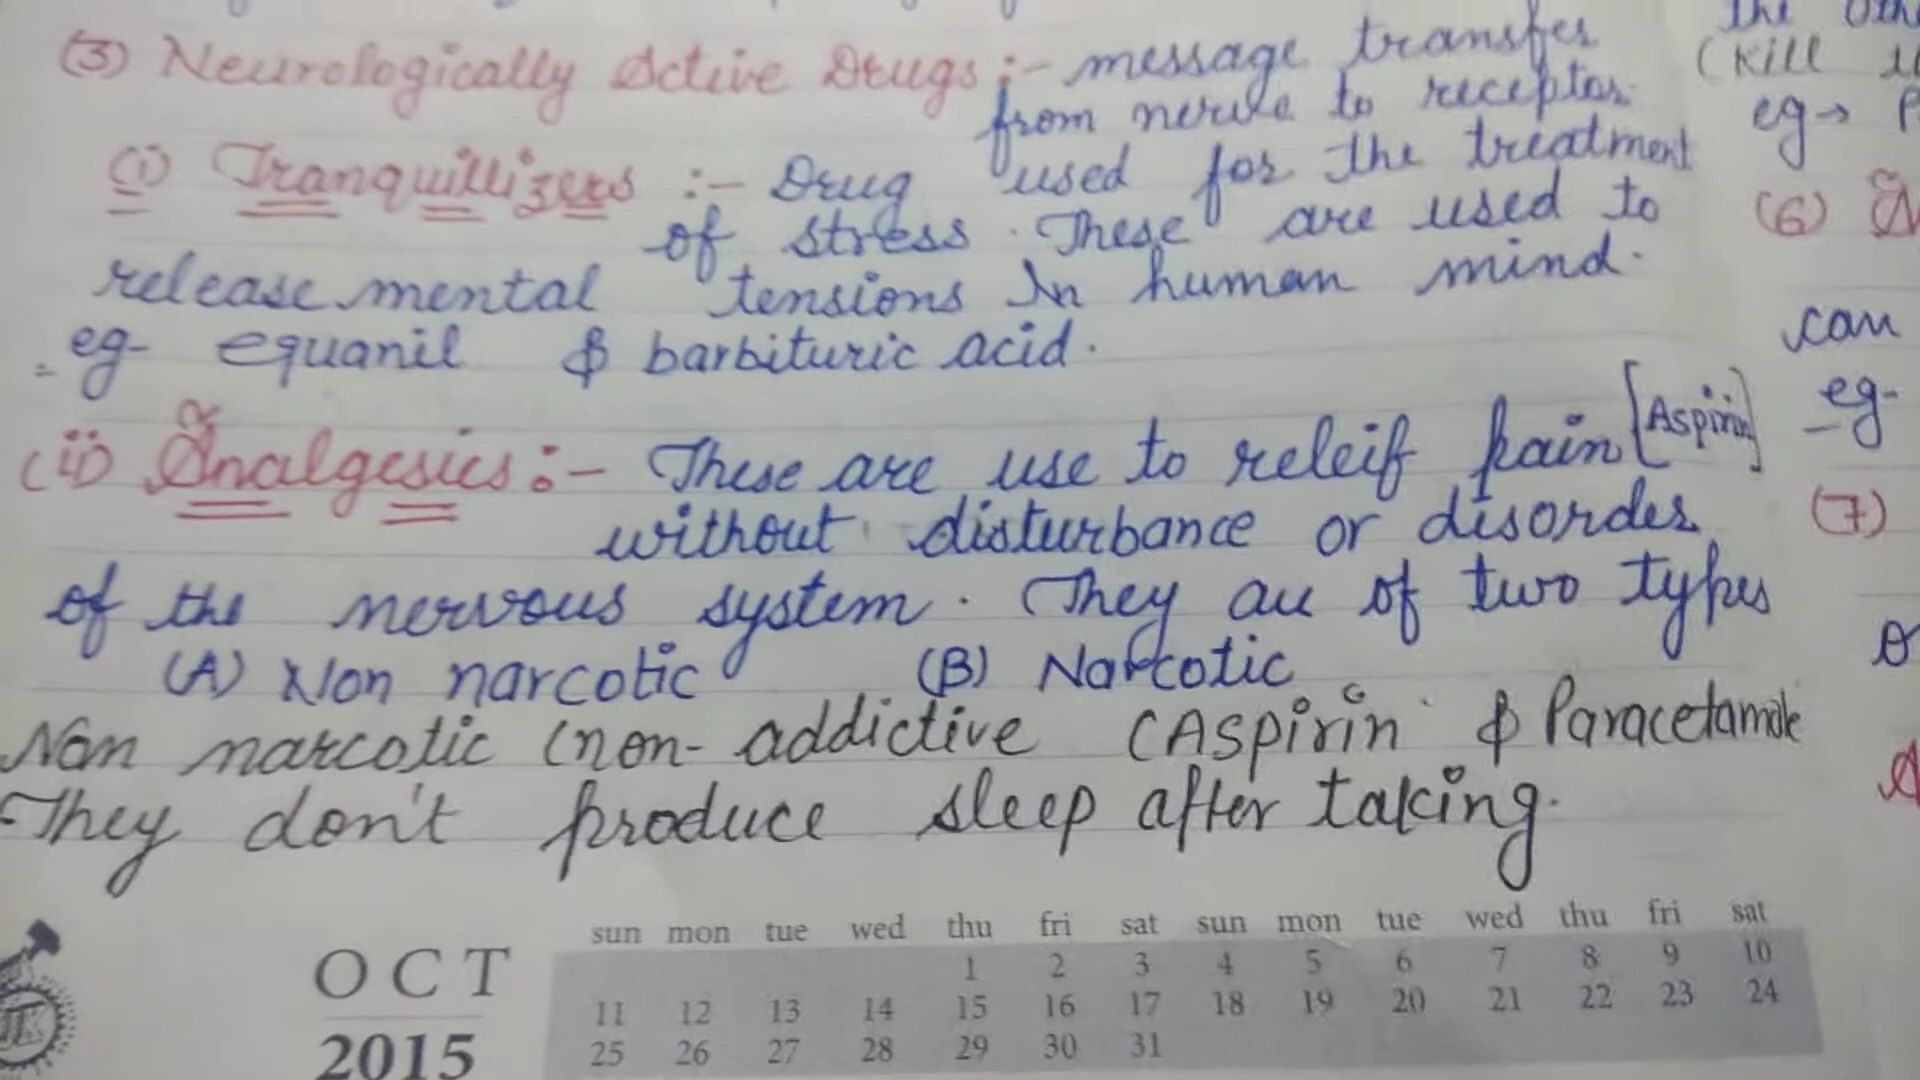 (3) Neurologically Active Drugs :- message transfer
from nerve to receptor
(i) Tranquillizers :- Drug used for the treatment
of stress. These are used to
release mental tensions In human mind.
eg- equanil & barbituric acid.
(ii) Analgesics :- These are use to releif pain [Aspirin]
without disturbance or disorder
of the nervous system. They are of two types
(A) Non narcotic (B) Narcotic
Non narcotic (non-addictive (Aspirin & Paracetamole
They don't produce sleep after taking.
The
(Kill
eg→ P
(6)
can
eg-
(7)
OCT
2015
sun mon tue wed thu fri sat sun mon tue wed thu fri sat
1 2 3 4 5 6 7 8 9 10
11 12 13 14 15 16 17 18 19 20 21 22 23 24
25 26 27 28 29 30 31